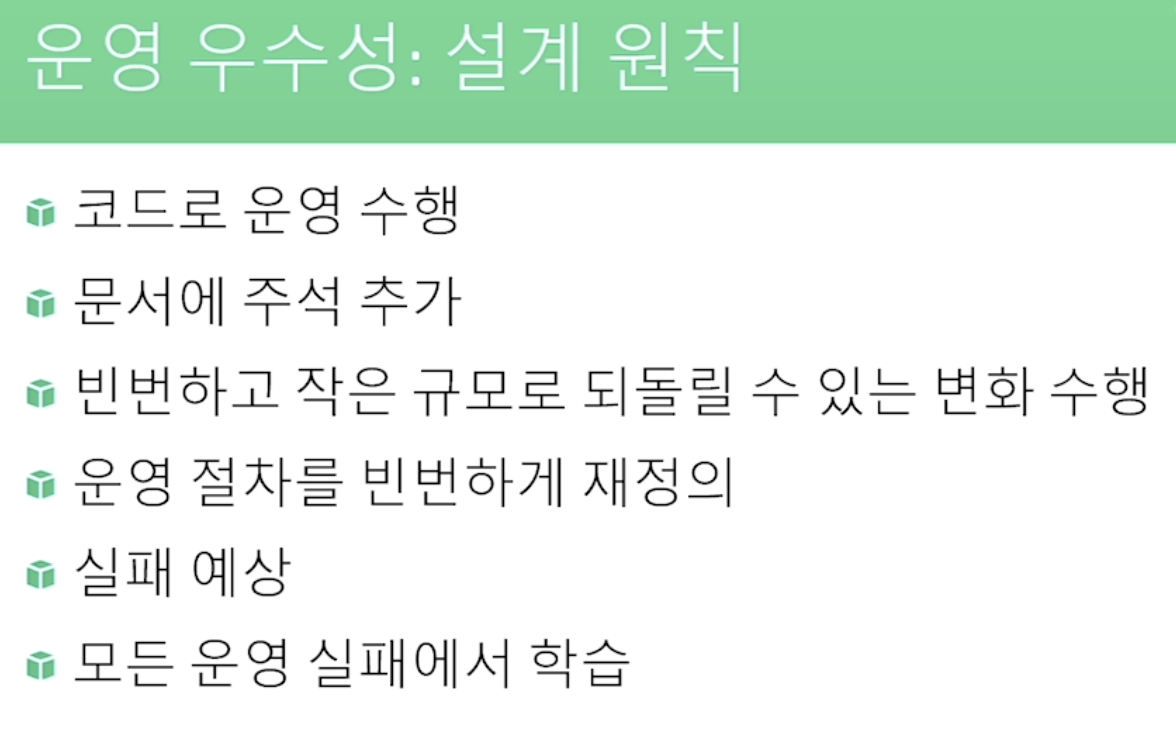 운영 우수성: 설계 원칙
코드로 운영 수행
문서에 주석 추가
빈번하고 작은 규모로 되돌릴 수 있는 변화 수행
운영 절차를 빈번하게 재정의
실패 예상
모든 운영 실패에서 학습